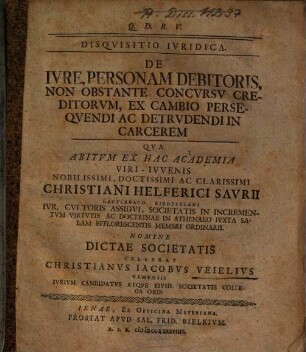 Q. D. B. V.
DISQVISITIO IVRIDICA.
DE
IVRE, PERSONAM DEBITORIS,
NON OBSTANTE CONCVRSV CRE-
DITORVM, EX CAMBIO PERSE-
QVENDI AC DETRVDENDI IN
CARCEREM
QVA
ABITVM EX HAC ACADEMIA
VIRI-IVVENIS
NOBILISSIMI, DOCTISSIMI AC CLARISSIMI
CHRISTIANI HELFERICI SAVRII
IVR. CVLTORIS ASSIDVI, SOCIETATIS IN INCREMEN-
TVM VIRTVTIS AC DOCTRINAE IN ATHENAEO IVXTA SA-
LAM EFFLORESCENTIS MEMBRI ORDINARII.
NOMINE
DICTAE SOCIETATIS
CELEBRAT
CHRISTIANVS IACOBVS VEIELIVS
VLMENSIS
IVRIVM CANDIDATVS ATQVE EIVSD. SOCIETATIS COLLE-
GA ORD.
IENAE, EX OFFICINA MEYERIANA.
PROSTAT APVD SAL. FRID. BIELKIVM.